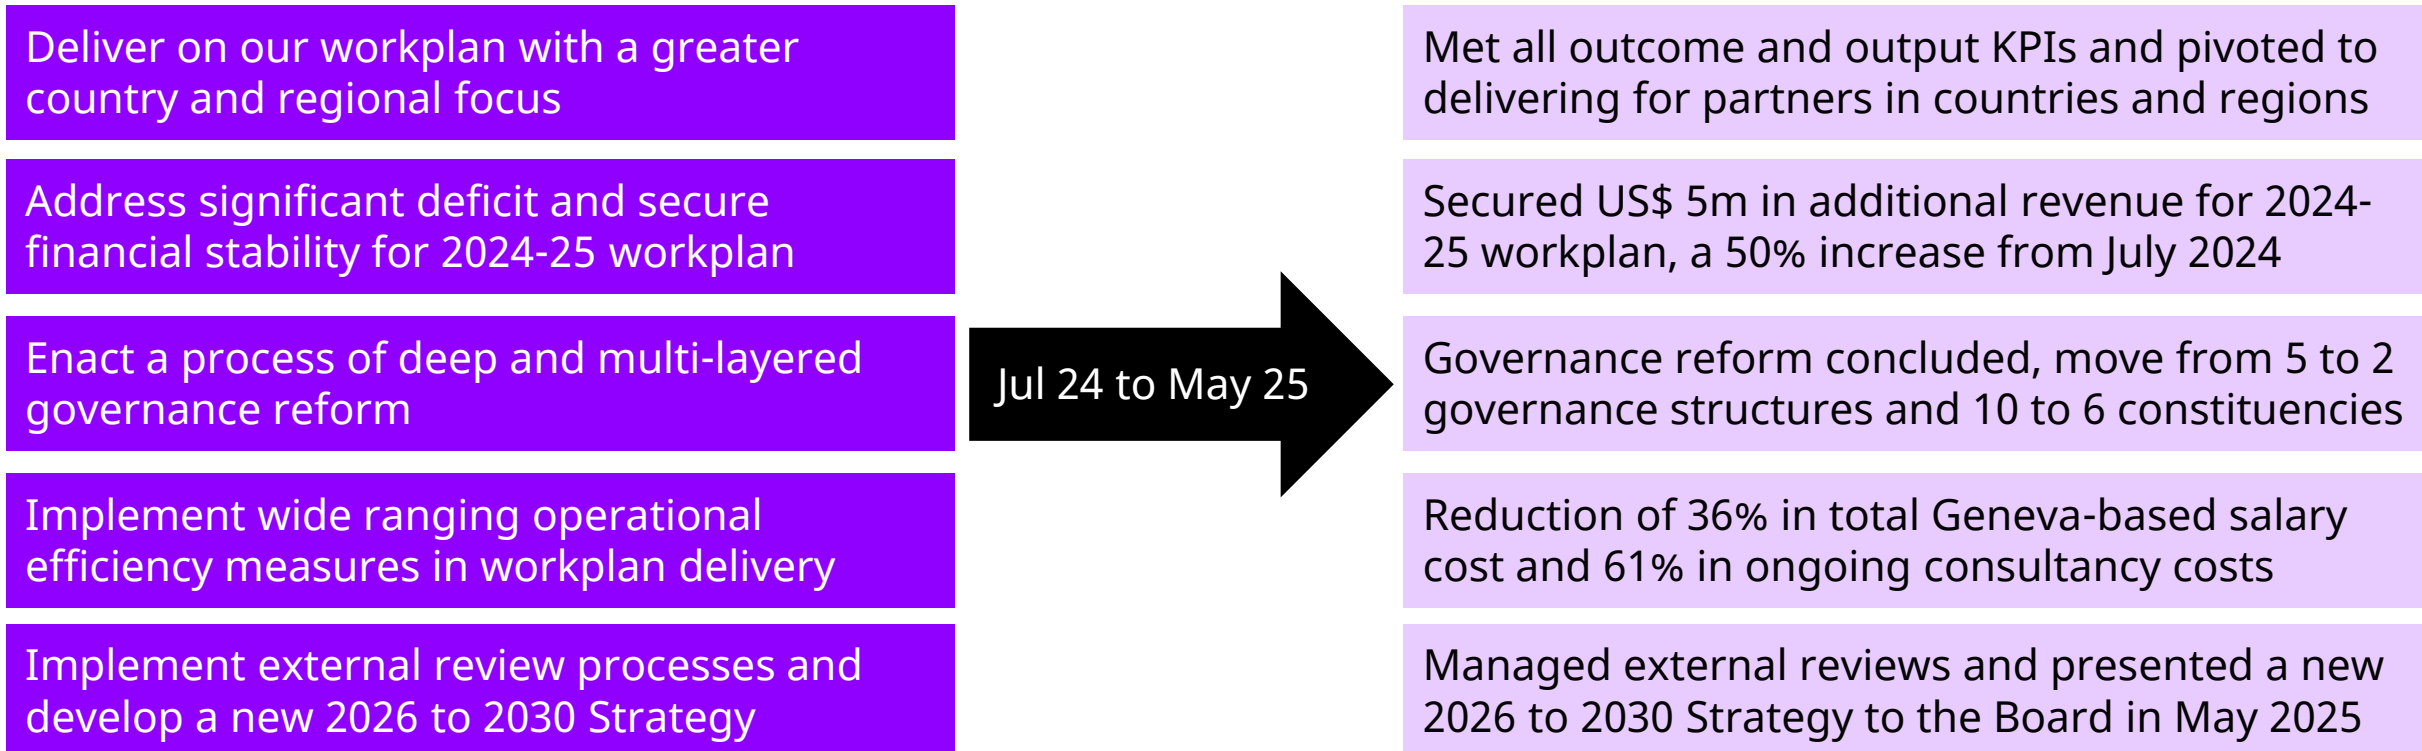 Deliver on our workplan with a greater
country and regional focus
Address significant deficit and secure
financial stability for 2024-25 workplan
Enact a process of deep and multi-layered
governance reform
Implement wide ranging operational
efficiency measures in workplan delivery
Implement external review processes and
develop a new 2026 to 2030 Strategy
Jul 24 to May 25
Met all outcome and output KPIs and pivoted to
delivering for partners in countries and regions
Secured US$ 5m in additional revenue for 2024-
25 workplan, a 50% increase from July 2024
Governance reform concluded, move from 5 to 2
governance structures and 10 to 6 constituencies
Reduction of 36% in total Geneva-based salary
cost and 61% in ongoing consultancy costs
Managed external reviews and presented a new
2026 to 2030 Strategy to the Board in May 2025